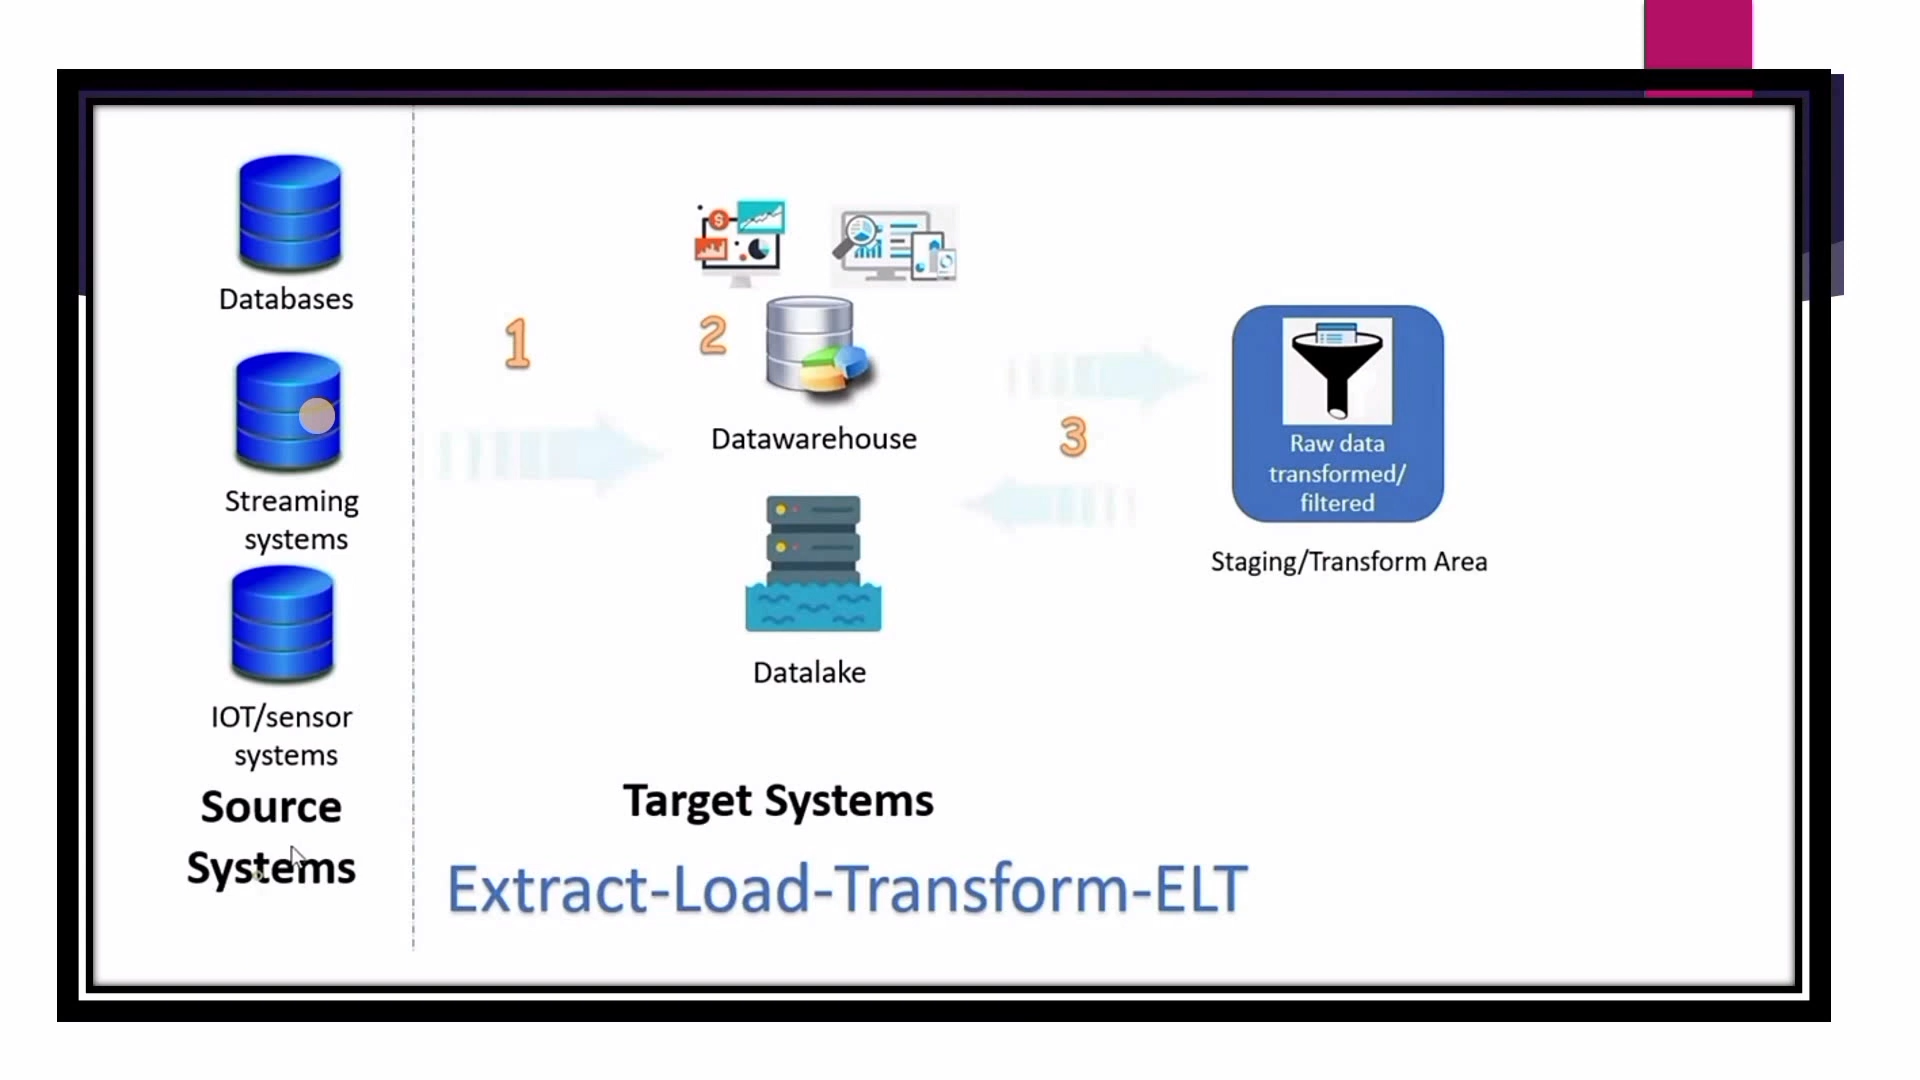 Databases
Streaming
systems
IOT/sensor
systems
Source
Systems
1
2
Datawarehouse
Datalake
Target Systems
3
Raw data
transformed/
filtered
Staging/Transform Area
Extract-Load-Transform-ELT